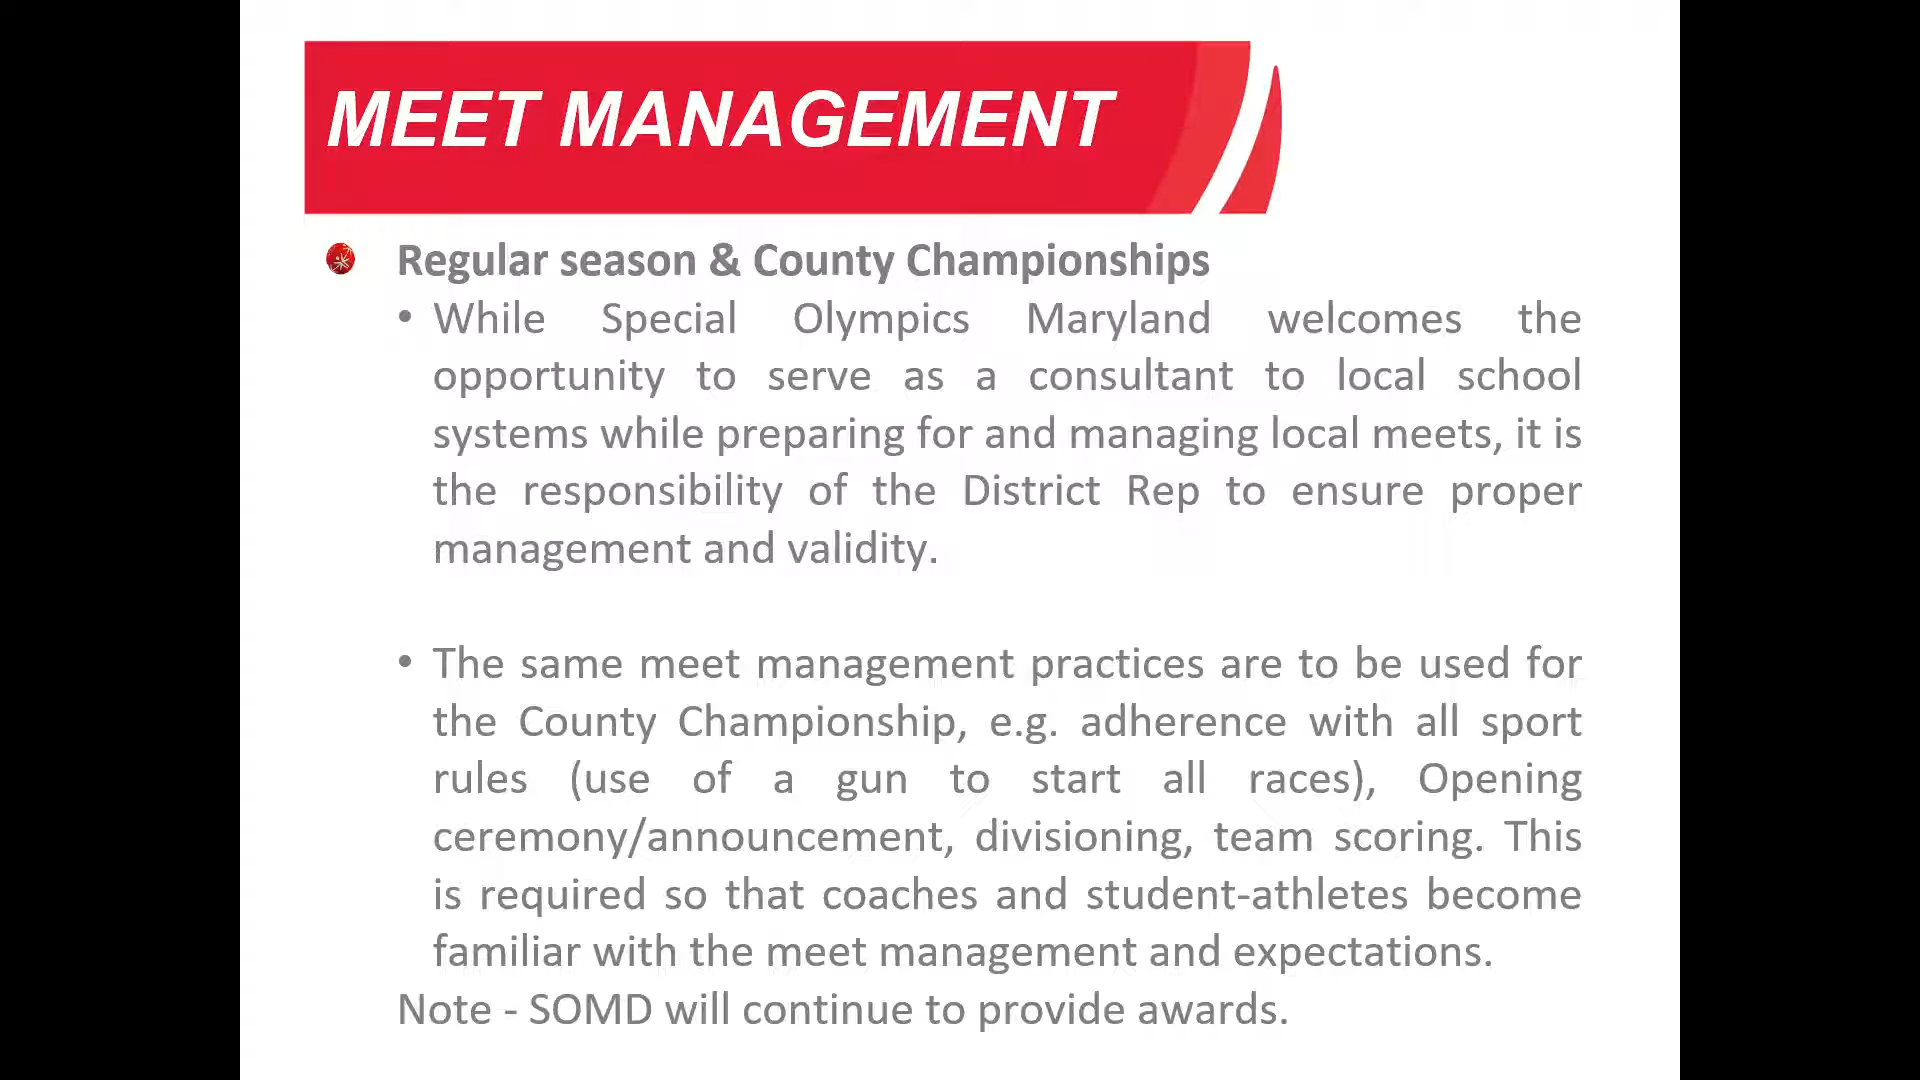 MEET MANAGEMENT
Regular season & County Championships
• While Special Olympics Maryland welcomes the
opportunity to serve as a consultant to local school
systems while preparing for and managing local meets, it is
the responsibility of the District Rep to ensure proper
management and validity.
• The same meet management practices are to be used for
the County Championship, e.g. adherence with all sport
rules (use of a gun to start all races), Opening
ceremony/announcement, divisioning, team scoring. This
is required so that coaches and student-athletes become
familiar with the meet management and expectations.
Note - SOMD will continue to provide awards.